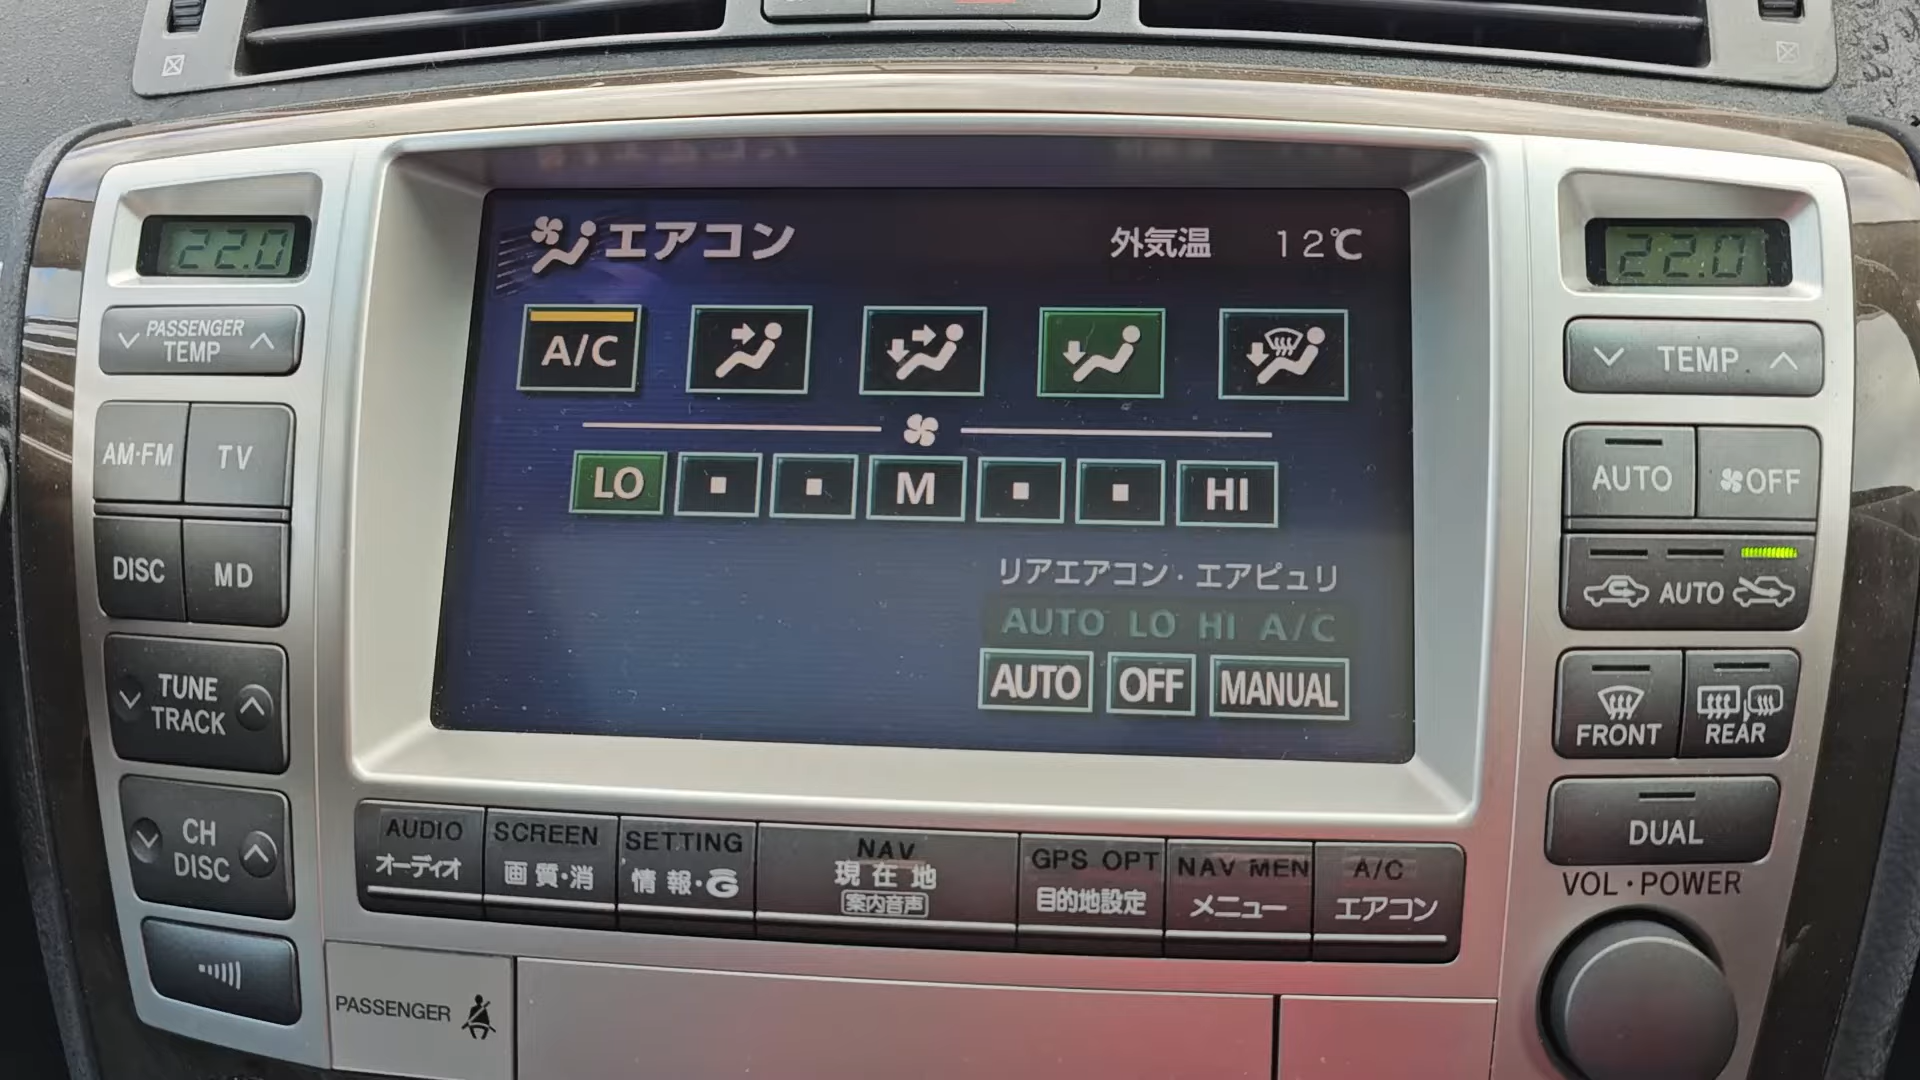 22.0
PASSENGER
TEMP
AM·FM
TV
DISC
MD
TUNE
TRACK
CH
DISC
エアコン
外気温 12℃
A/C
LO
M
HI
リアエアコン・エアピュリ
AUTO LO HI A/C
AUTO
OFF
MANUAL
22.0
TEMP
AUTO
OFF
AUTO
FRONT
REAR
DUAL
VOL・POWER
AUDIO
オーディオ
SCREEN
画質・消
SETTING
情報・G
NAV
現在地
案内音声
GPS OPT
目的地設定
NAV MEN
メニュー
A/C
エアコン
PASSENGER